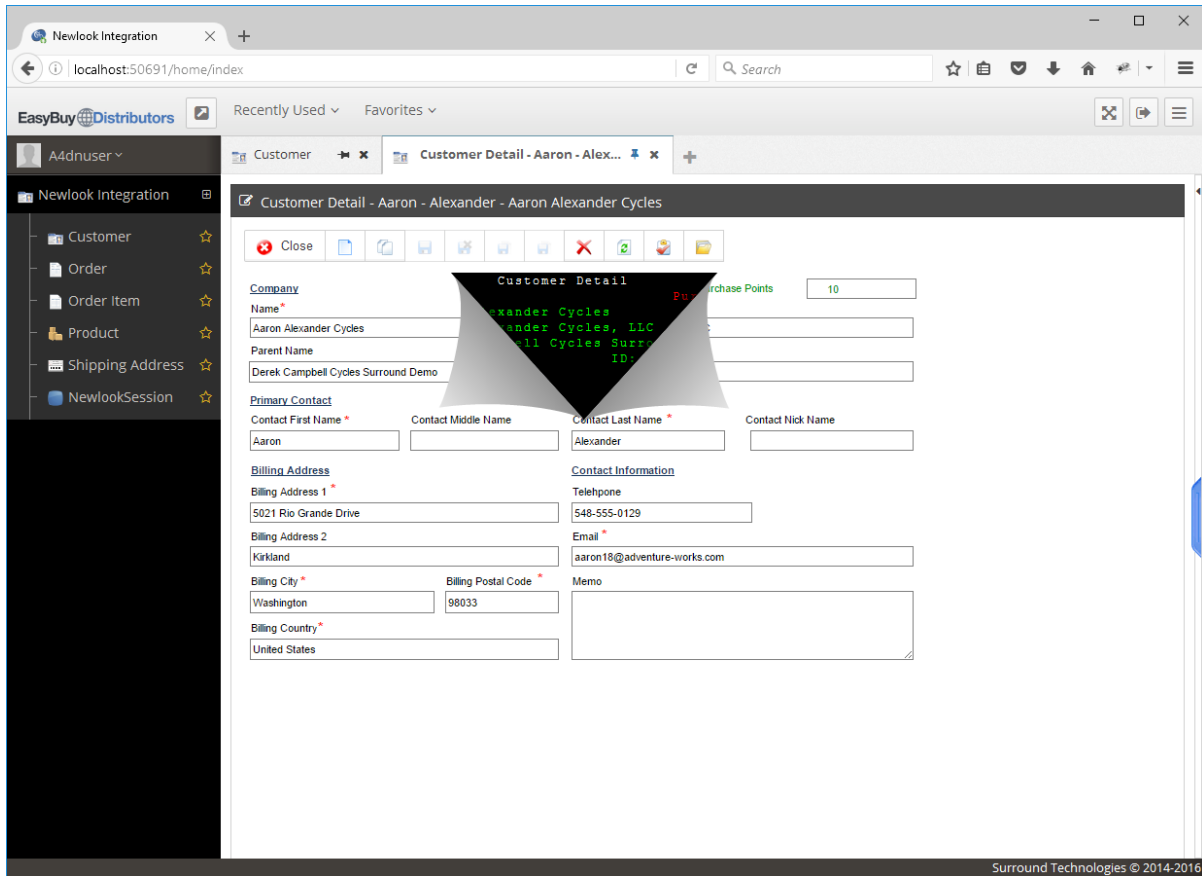 Newlook Integration
localhost:50691/home/index
Search
EasyBuy Distributors
Recently Used
Favorites
A4dnuser
Customer
Customer Detail - Aaron - Alex...
Newlook Integration
Customer
Order
Order Item
Product
Shipping Address
NewlookSession
Customer Detail - Aaron - Alexander - Aaron Alexander Cycles
Close
Customer Detail
Company
rchase Points
10
Pur
Name*
exander Cycles
Aaron Alexander Cycles
ander Cycles, LLC
Parent Name
ell Cycles Surro
ID:
Derek Campbell Cycles Surround Demo
Primary Contact
Contact First Name *
Contact Middle Name
Contact Last Name *
Contact Nick Name
Aaron
Alexander
Billing Address
Contact Information
Billing Address 1 *
Telehpone
5021 Rio Grande Drive
548-555-0129
Billing Address 2
Email *
Kirkland
aaron18@adventure-works.com
Billing City *
Billing Postal Code *
Memo
Washington
98033
Billing Country*
United States
Surround Technologies © 2014-2016